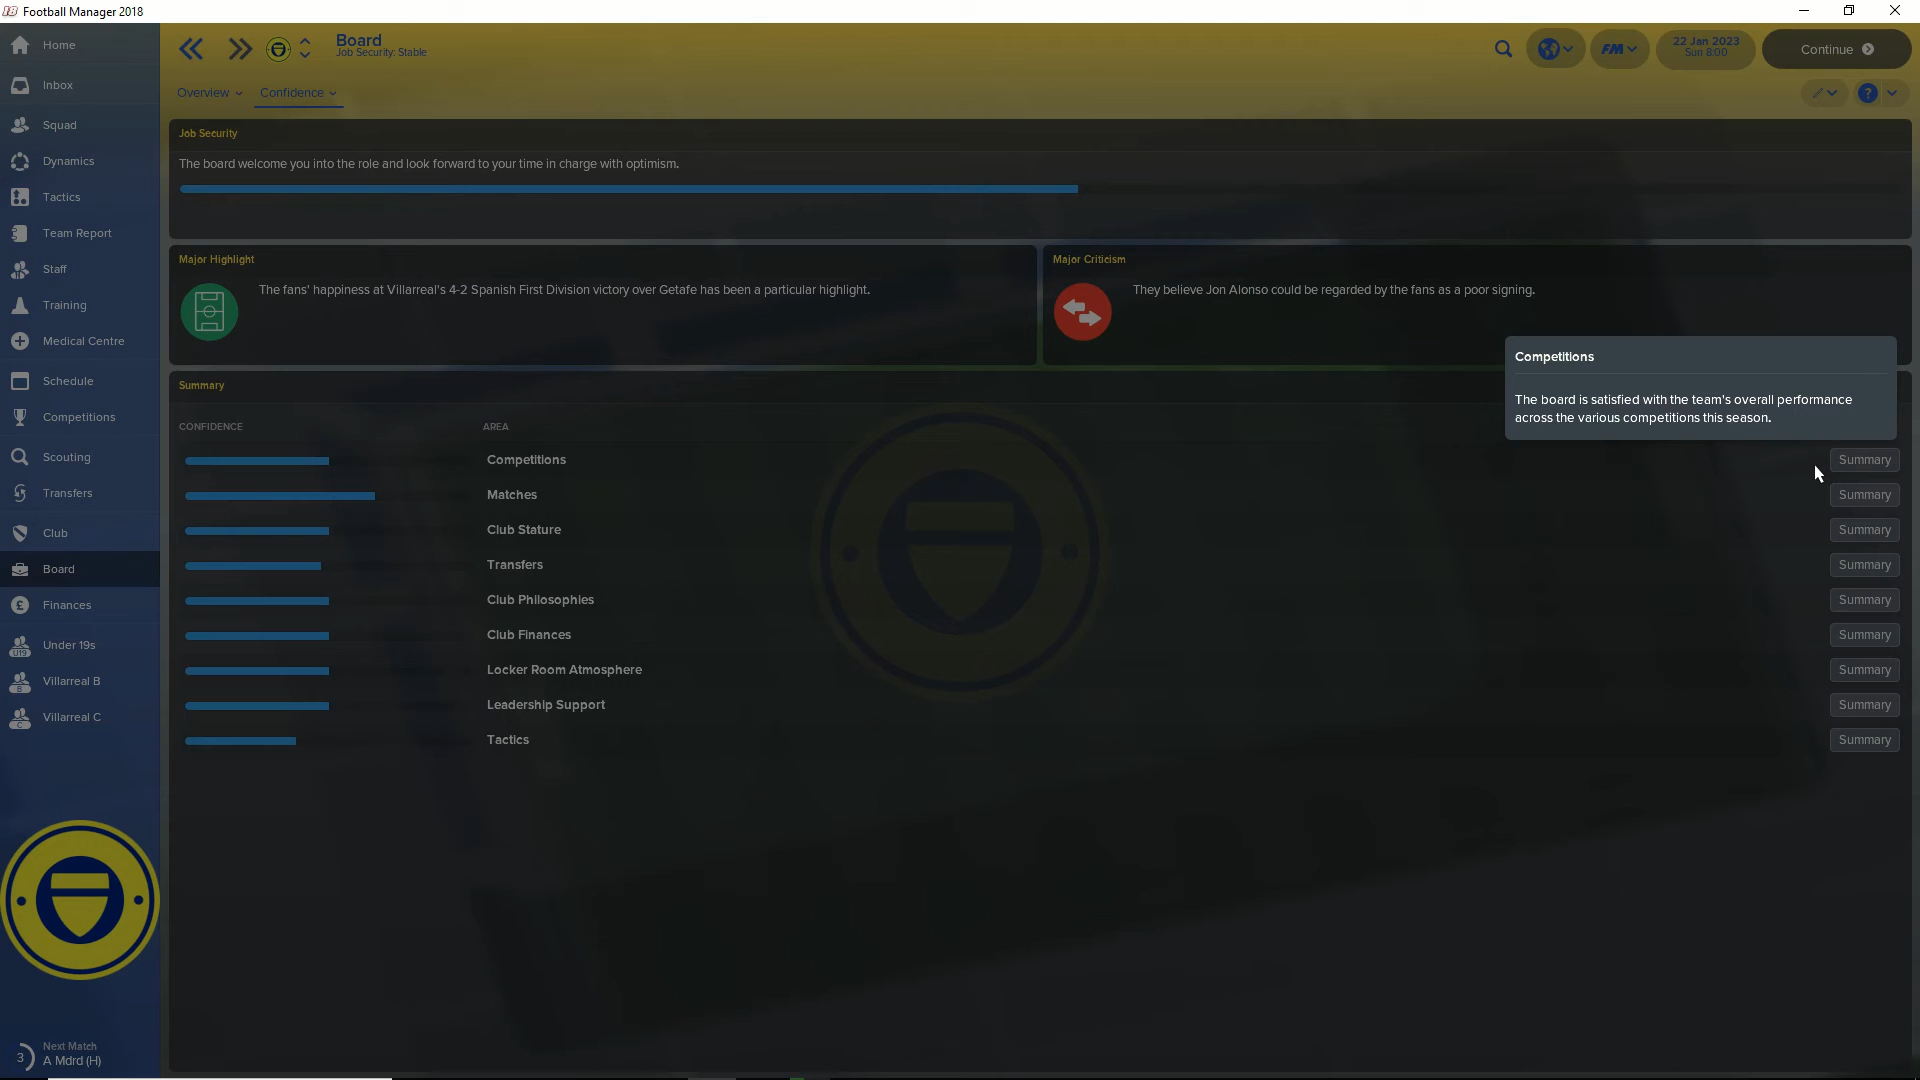 18 Football Manager 2018
Home
Inbox
Squad
Dynamics
Tactics
Team Report
Staff
Training
Medical Centre
Schedule
Competitions
Scouting
Transfers
Club
Board
£ Finances
U19 Under 19s
B Villarreal B
C Villarreal C
Next Match
3 A Mdrd (H)
Board
Job Security: Stable
FM
22 Jan 2023
Sun 8:00
Continue
Overview
Confidence
?
Job Security
The board welcome you into the role and look forward to your time in charge with optimism.
Major Highlight
The fans' happiness at Villarreal's 4-2 Spanish First Division victory over Getafe has been a particular highlight.
Major Criticism
They believe Jon Alonso could be regarded by the fans as a poor signing.
Competitions
The board is satisfied with the team's overall performance
across the various competitions this season.
Summary
CONFIDENCE AREA
Competitions Summary
Matches Summary
Club Stature Summary
Transfers Summary
Club Philosophies Summary
Club Finances Summary
Locker Room Atmosphere Summary
Leadership Support Summary
Tactics Summary